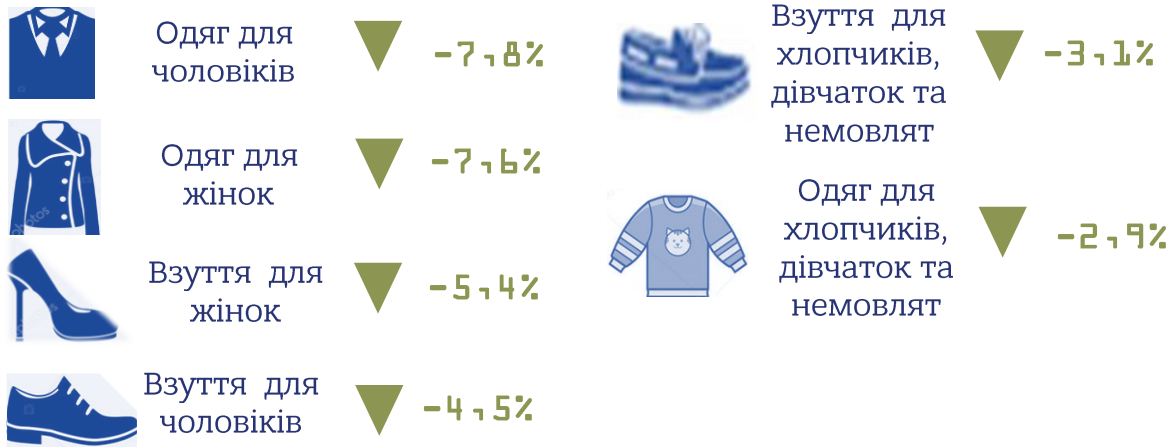 Одяг для
чоловіків
-7,8%
Одяг для
жінок
-7,6%
Взуття для
жінок
-5,4%
Взуття для
чоловіків
-4,5%
Взуття для
хлопчиків,
дівчаток та
немовлят
-3,1%
Одяг для
хлопчиків,
дівчаток та
немовлят
-2,9%